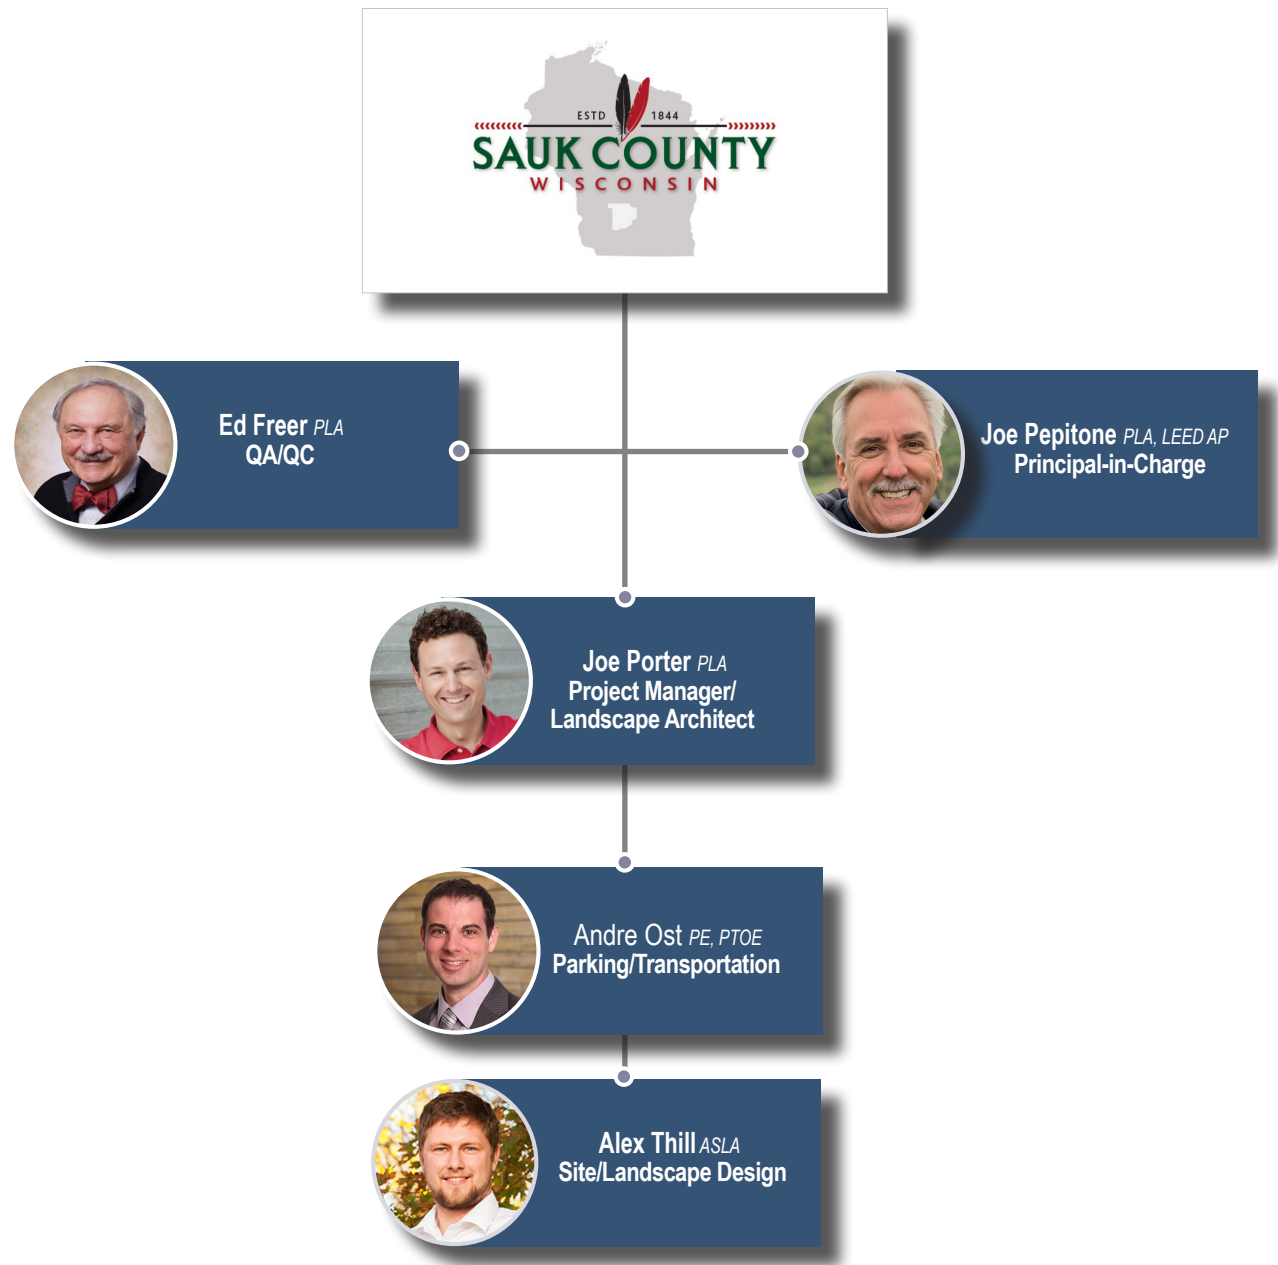 ESTD 1844
SAUK COUNTY
WISCONSIN
Ed Freer PLA
QA/QC
Joe Pepitone PLA, LEED AP
Principal-in-Charge
Joe Porter PLA
Project Manager/
Landscape Architect
Andre Ost PE, PTOE
Parking/Transportation
Alex Thill ASLA
Site/Landscape Design